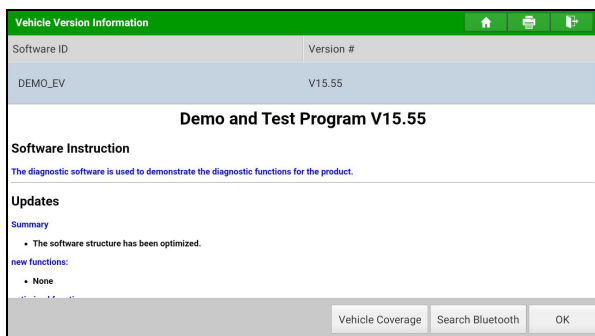 Vehicle Version Information
Software ID Version #
DEMO_EV V15.55
Demo and Test Program V15.55
Software Instruction
The diagnostic software is used to demonstrate the diagnostic functions for the product.
Updates
Summary
• The software structure has been optimized.
new functions:
• None
Vehicle Coverage Search Bluetooth OK